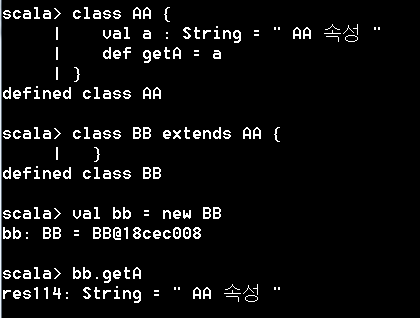 scala> class AA {
     |    val a : String = " AA 속성 "
     |    def getA = a
     | }
defined class AA
scala> class BB extends AA {
     |   }
defined class BB
scala> val bb = new BB
bb: BB = BB@18cec008
scala> bb.getA
res114: String = " AA 속성 "